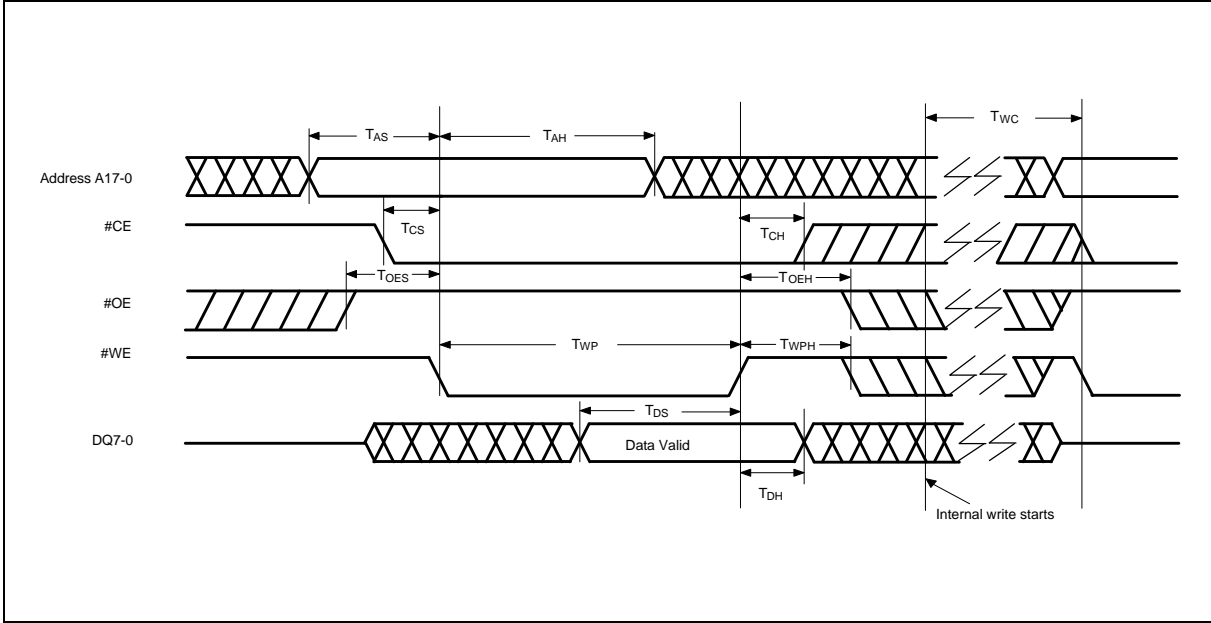 TWC
TAS TAH
Address A17-0
TCS TCH
#CE
TOES TOEH
#OE
TWP TWPH
#WE
TDS
DQ7-0 Data Valid
TDH
Internal write starts